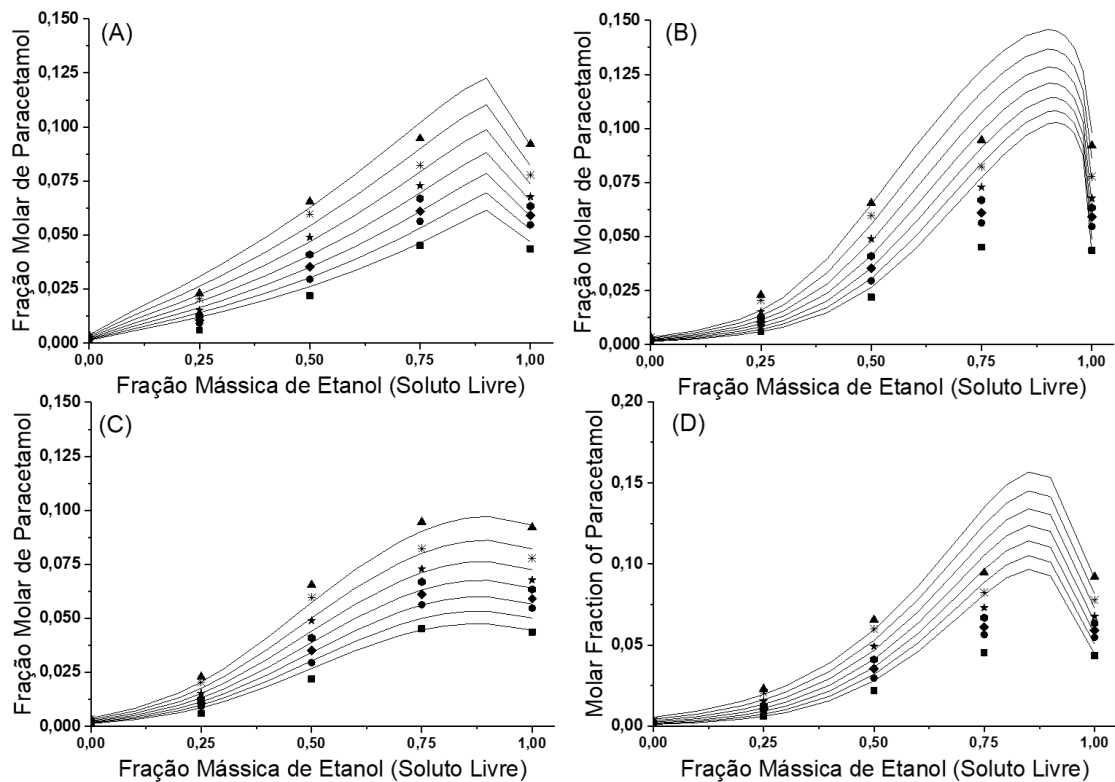 (A)
Fração Molar de Paracetamol
0,150
0,125
0,100
0,075
0,050
0,025
0,000
0,00 0,25 0,50 0,75 1,00
Fração Mássica de Etanol (Soluto Livre)
(B)
Fração Molar de Paracetamol
0,150
0,125
0,100
0,075
0,050
0,025
0,000
0,00 0,25 0,50 0,75 1,00
Fração Mássica de Etanol (Soluto Livre)
(C)
Fração Molar de Paracetamol
0,150
0,125
0,100
0,075
0,050
0,025
0,000
0,00 0,25 0,50 0,75 1,00
Fração Mássica de Etanol (Soluto Livre)
(D)
Molar Fraction of Paracetamol
0,20
0,15
0,10
0,05
0,00
0,00 0,25 0,50 0,75 1,00
Fração Mássica de Etanol (Soluto Livre)